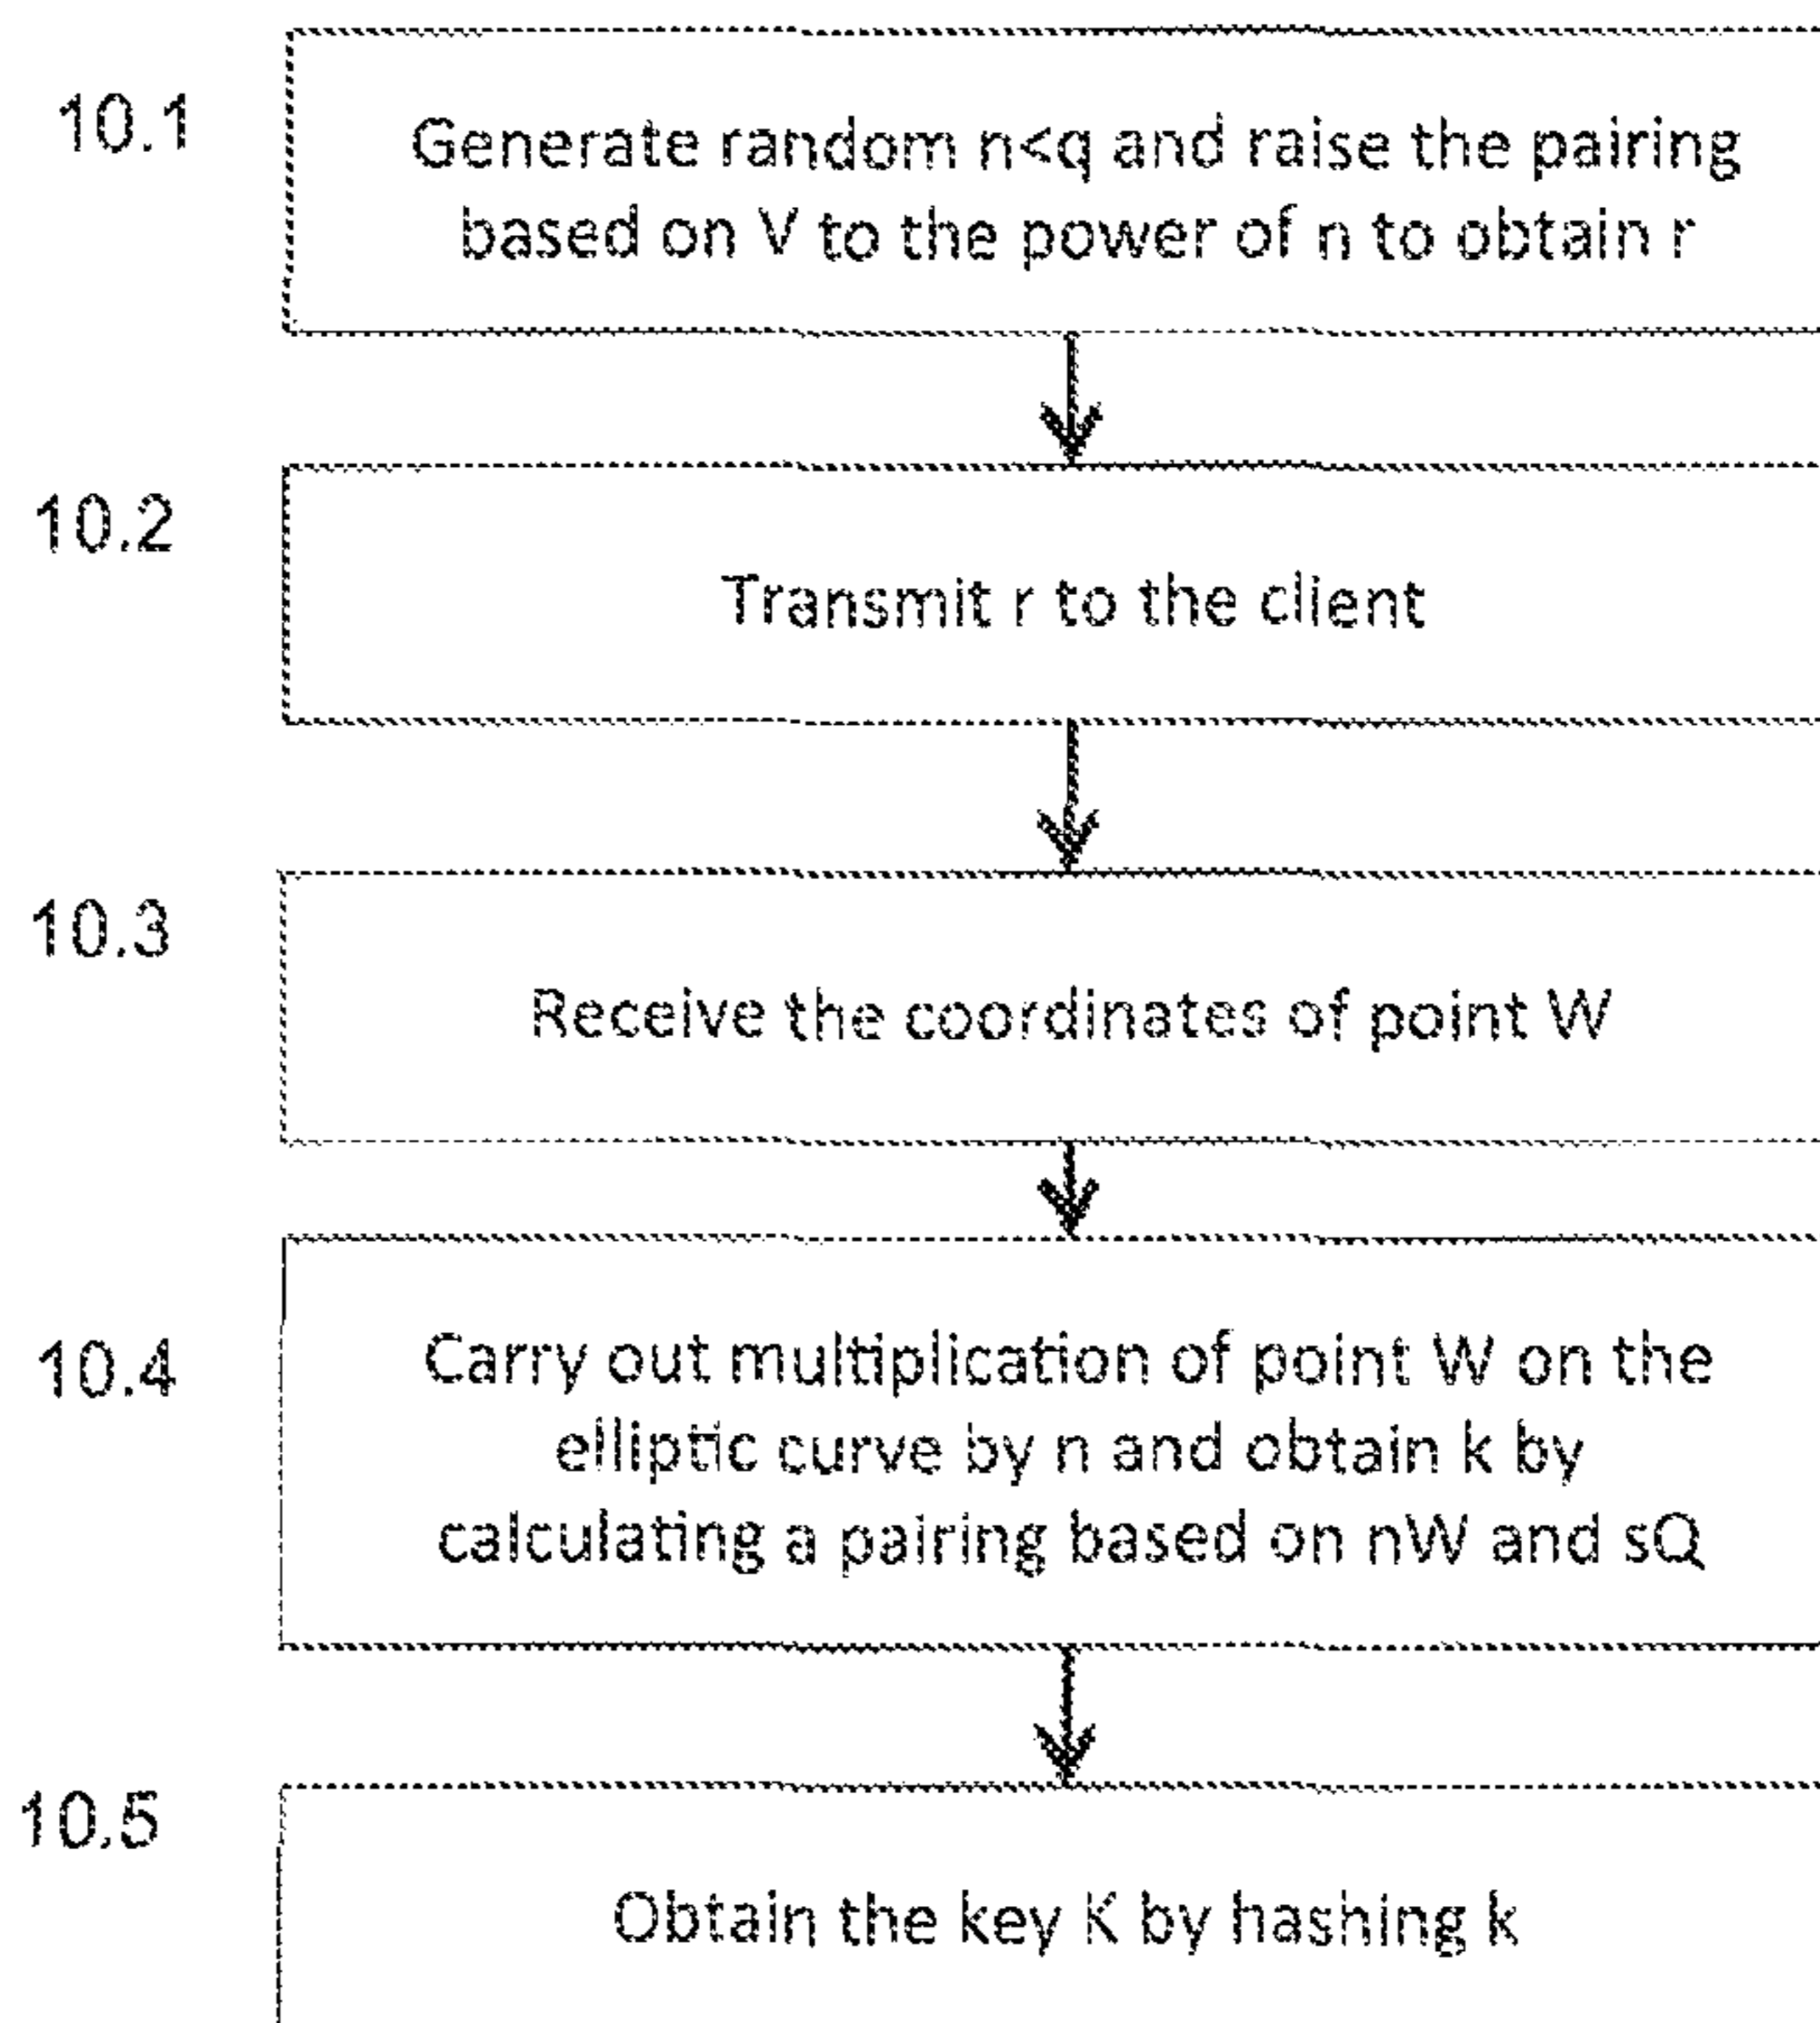 10.1
Generate random n<q and raise the pairing
based on V to the power of n to obtain r
10.2
Transmit r to the client
10.3
Receive the coordinates of point W
10.4
Carry out multiplication of point W on the
elliptic curve by n and obtain k by
calculating a pairing based on nW and sQ
10.5
Obtain the key K by hashing k